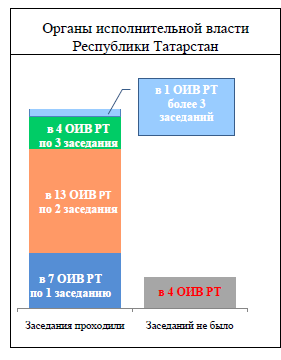 Органы исполнительной власти
Республики Татарстан
в 1 ОИВ РТ
более 3
заседаний
в 4 ОИВ РТ
по 3 заседания
в 13 ОИВ РТ
по 2 заседания
в 7 ОИВ РТ
по 1 заседанию
в 4 ОИВ РТ
Заседания проходили
Заседаний не было